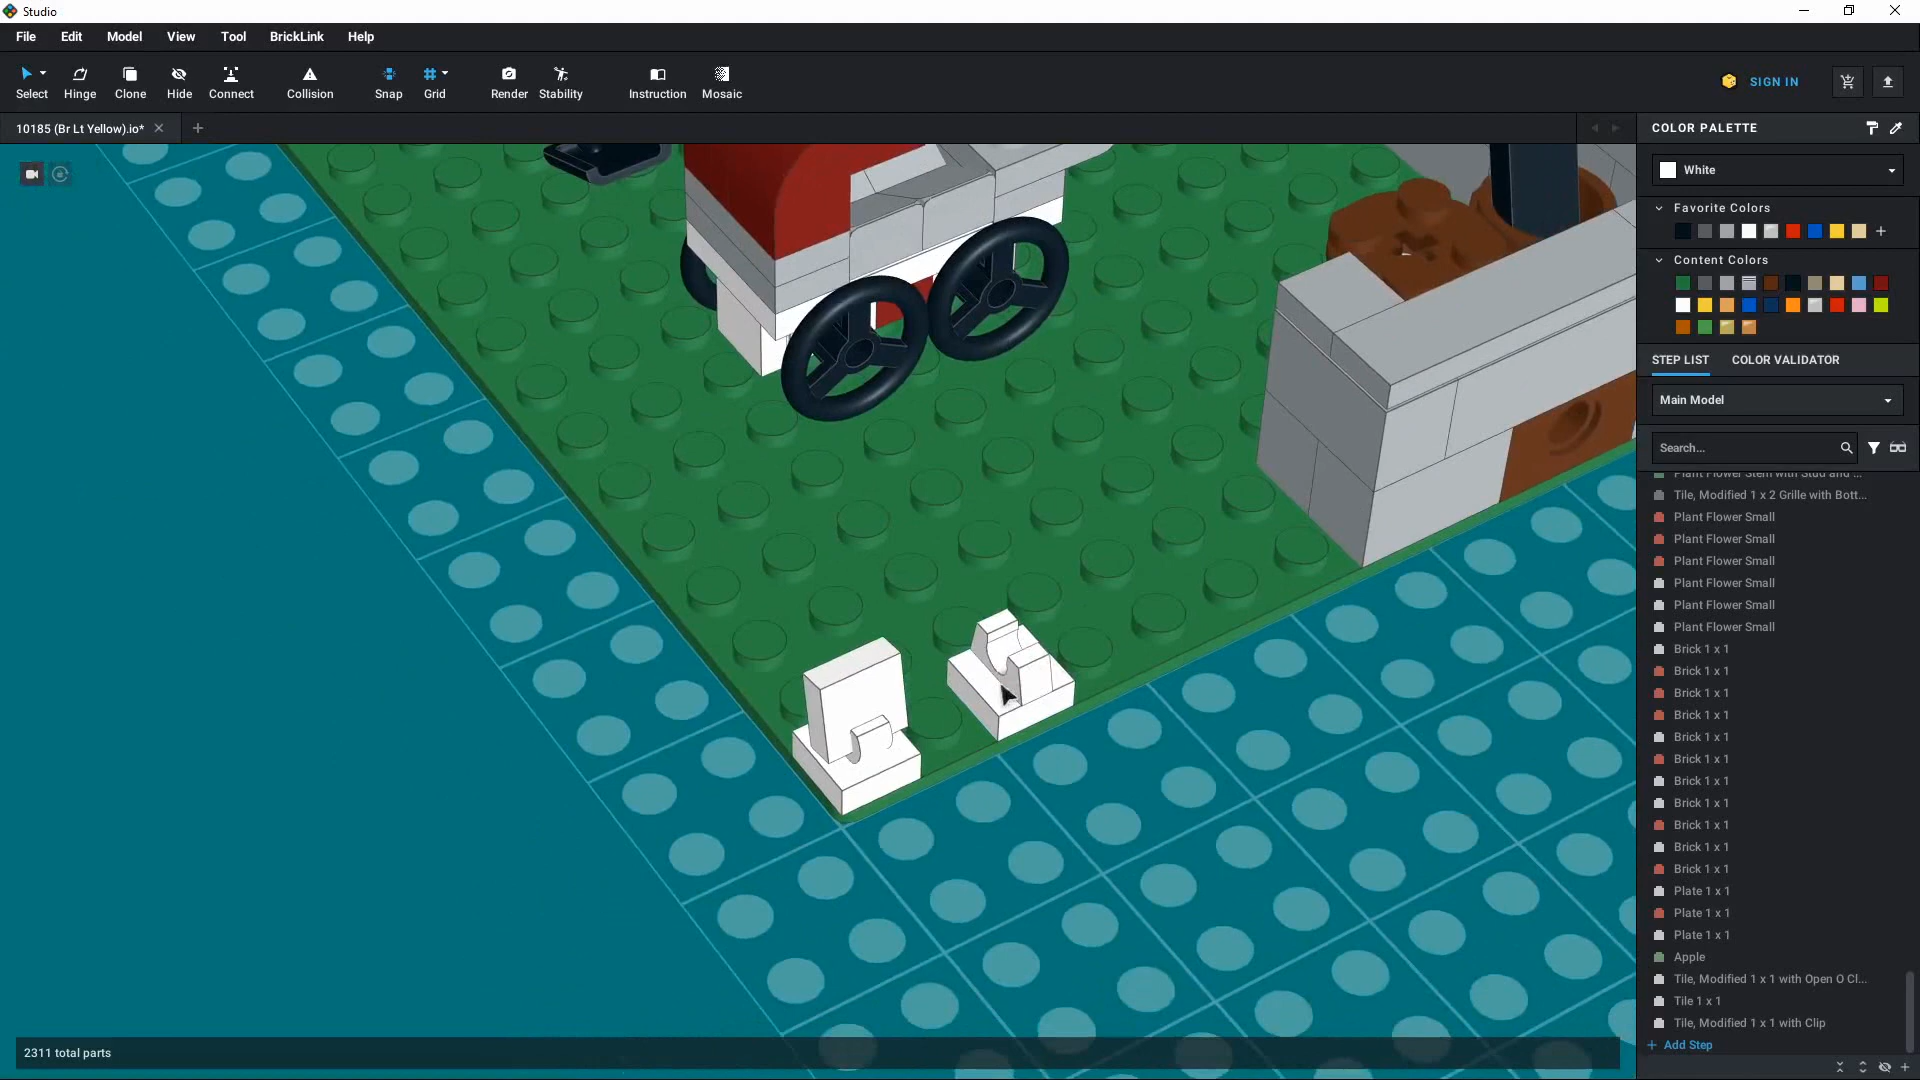 Studio
File Edit Model View Tool BrickLink Help
Select Hinge Clone Hide Connect Collision Snap Grid Render Stability Instruction Mosaic
SIGN IN
10185 (Br Lt Yellow).io*
COLOR PALETTE
White
Favorite Colors
Content Colors
STEP LIST COLOR VALIDATOR
Main Model
Search...
Plant Flower Stem with Stud and ...
Tile, Modified 1 x 2 Grille with Bott...
Plant Flower Small
Plant Flower Small
Plant Flower Small
Plant Flower Small
Plant Flower Small
Plant Flower Small
Brick 1 x 1
Brick 1 x 1
Brick 1 x 1
Brick 1 x 1
Brick 1 x 1
Brick 1 x 1
Brick 1 x 1
Brick 1 x 1
Brick 1 x 1
Brick 1 x 1
Brick 1 x 1
Plate 1 x 1
Plate 1 x 1
Plate 1 x 1
Apple
Tile, Modified 1 x 1 with Open O Cl...
Tile 1 x 1
Tile, Modified 1 x 1 with Clip
+ Add Step
2311 total parts